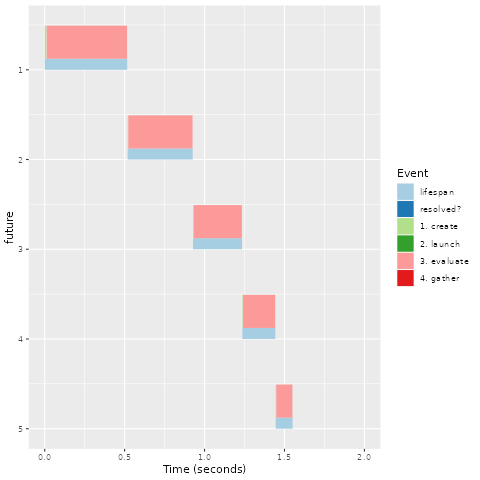 1
2
3
4
5
future
0.0 0.5 1.0 1.5 2.0
Time (seconds)
Event
lifespan
resolved?
1. create
2. launch
3. evaluate
4. gather